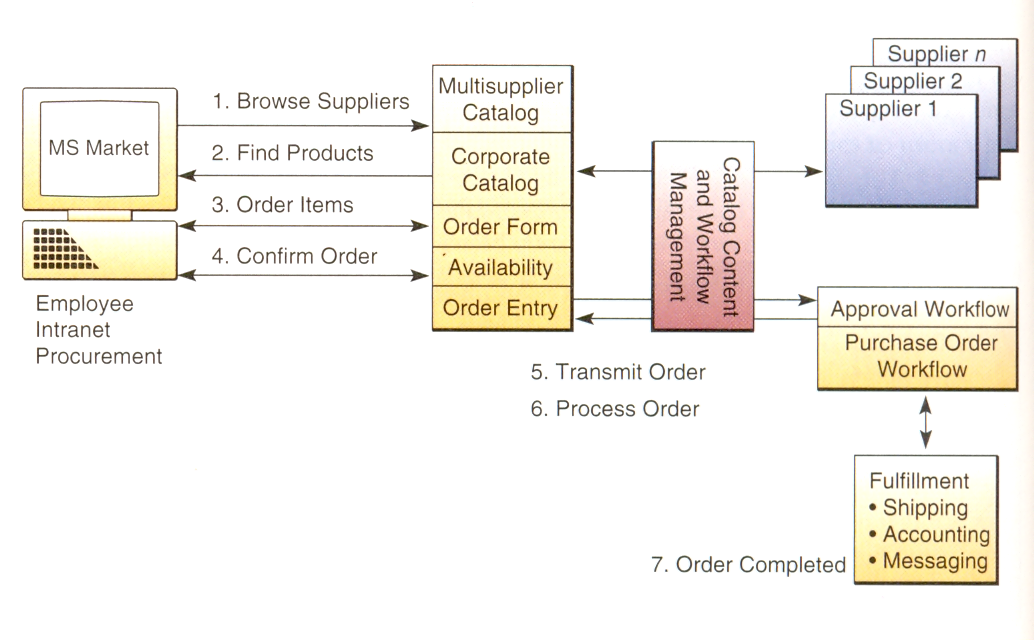 MS Market
Employee
Intranet
Procurement
1. Browse Suppliers
2. Find Products
3. Order Items
4. Confirm Order
Multisupplier
Catalog
Corporate
Catalog
Order Form
Availability
Order Entry
Catalog Content
and Workflow
Management
Supplier n
Supplier 2
Supplier 1
5. Transmit Order
6. Process Order
Approval Workflow
Purchase Order
Workflow
Fulfillment
• Shipping
• Accounting
• Messaging
7. Order Completed